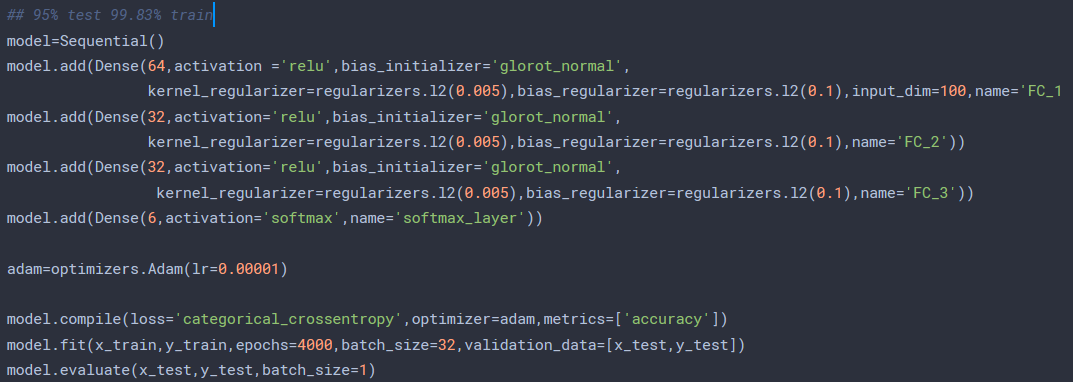 ## 95% test 99.83% train
model=Sequential()
model.add(Dense(64,activation ='relu',bias_initializer='glorot_normal',
kernel_regularizer=regularizers.l2(0.005),bias_regularizer=regularizers.l2(0.1),input_dim=100,name='FC_1
model.add(Dense(32,activation='relu',bias_initializer='glorot_normal',
kernel_regularizer=regularizers.l2(0.005),bias_regularizer=regularizers.l2(0.1),name='FC_2'))
model.add(Dense(32,activation='relu',bias_initializer='glorot_normal',
kernel_regularizer=regularizers.l2(0.005),bias_regularizer=regularizers.l2(0.1),name='FC_3'))
model.add(Dense(6,activation='softmax',name='softmax_layer'))
adam=optimizers.Adam(lr=0.00001)
model.compile(loss='categorical_crossentropy',optimizer=adam,metrics=['accuracy'])
model.fit(x_train,y_train,epochs=4000,batch_size=32,validation_data=[x_test,y_test])
model.evaluate(x_test,y_test,batch_size=1)